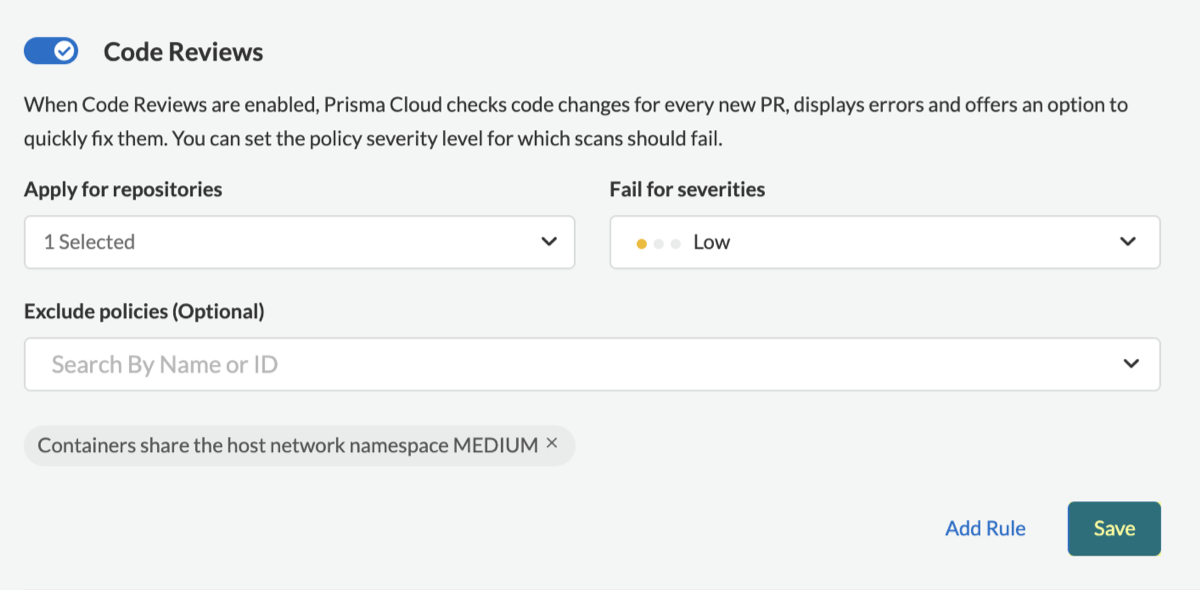 Code Reviews
When Code Reviews are enabled, Prisma Cloud checks code changes for every new PR, displays errors and offers an option to
quickly fix them. You can set the policy severity level for which scans should fail.
Apply for repositories
Fail for severities
1 Selected
Low
Exclude policies (Optional)
Search By Name or ID
Containers share the host network namespace MEDIUM ×
Add Rule
Save